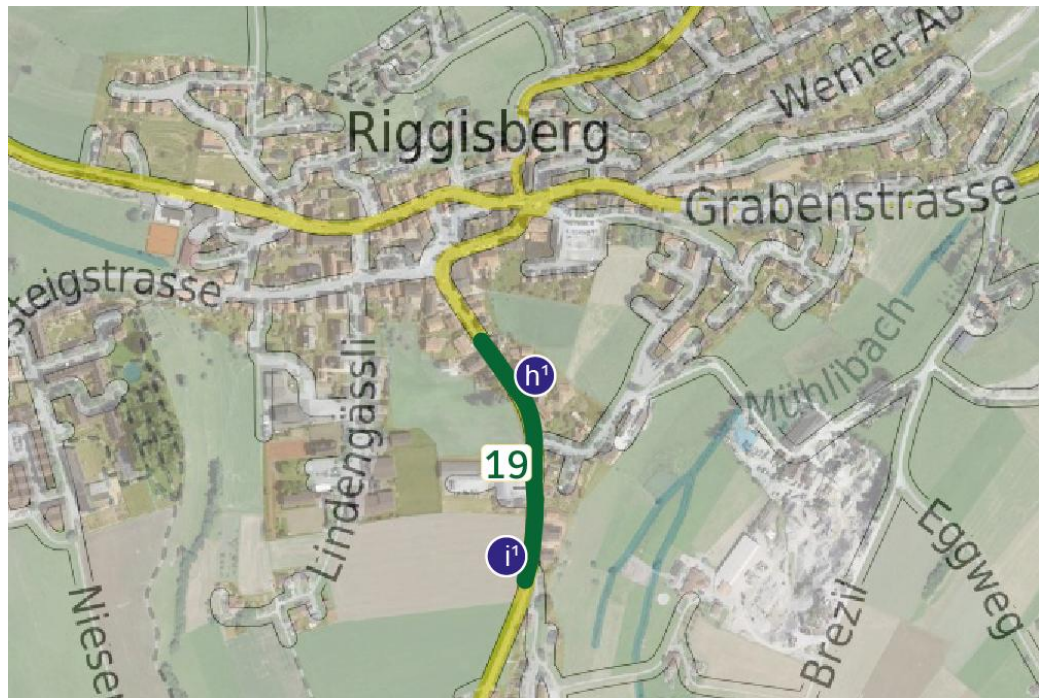 Werner Ab
Riggisberg
Grabenstrasse
steigstrasse
h¹
Lindengässli
Mühlibach
19
i¹
Eggweg
Niesen
Brezil